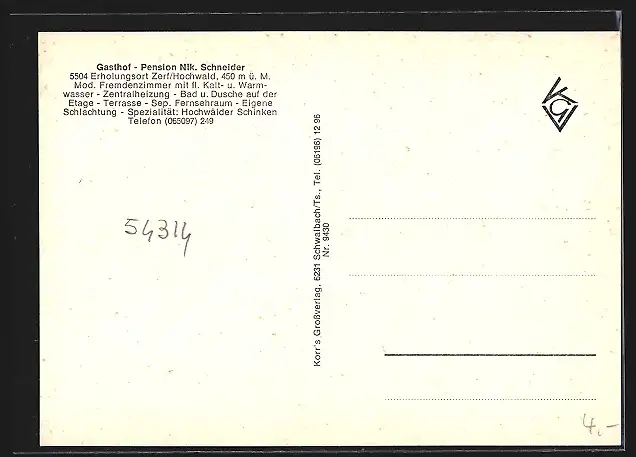 Gasthof - Pension Nik. Schneider
5504 Erholungsort Zerf/Hochwald, 450 m ü. M.
Mod. Fremdenzimmer mit fl. Kalt- u. Warm-
wasser - Zentralheizung - Bad u. Dusche auf der
Etage - Terrasse - Sep. Fernsehraum - Eigene
Schlachtung - Spezialität: Hochwälder Schinken
Telefon (065097) 249
54314
Korr's Großverlag, 6231 Schwalbach/Ts., Tel. (06196) 12 96
Nr. 9430
KGV
4,-